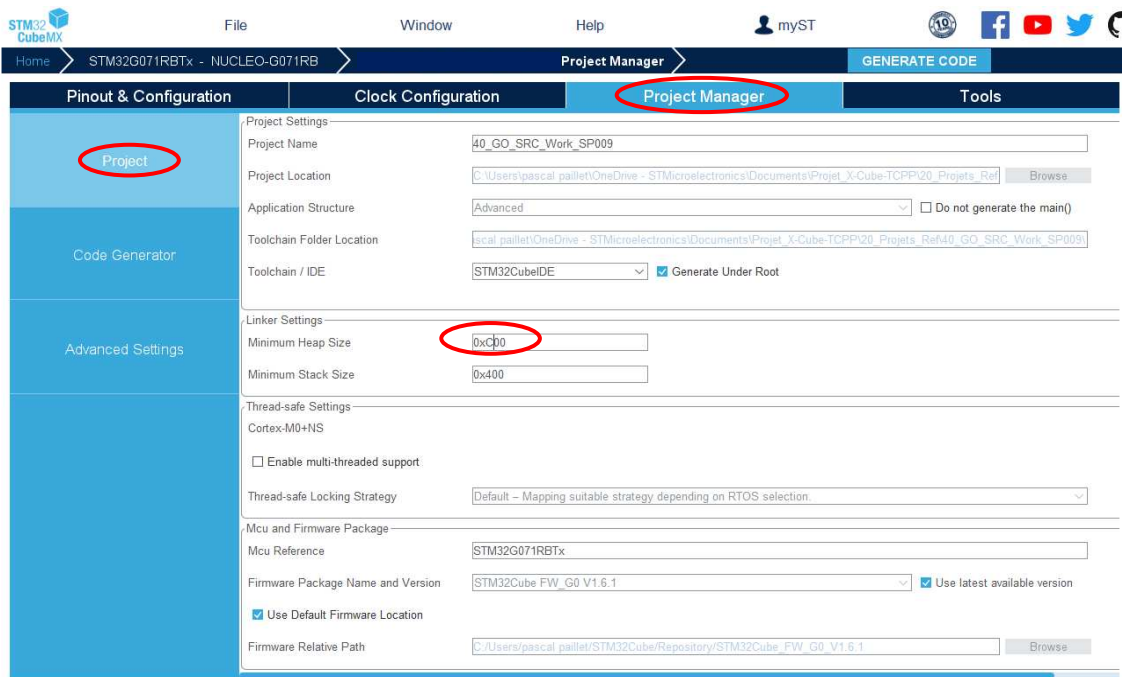 STM32 CubeMX
File Window Help myST
10
Home STM32G071RBTx - NUCLEO-G071RB Project Manager GENERATE CODE
Pinout & Configuration Clock Configuration Project Manager Tools
Project
Code Generator
Advanced Settings
Project Settings
Project Name 40_GO_SRC_Work_SP009
Project Location C:\Users\pascal paillet\OneDrive - STMicroelectronics\Documents\Projet_X-Cube-TCPP\20_Projets_Ref Browse
Application Structure Advanced Do not generate the main()
Toolchain Folder Location iscal paillet\OneDrive - STMicroelectronics\Documents\Projet_X-Cube-TCPP\20_Projets_Ref\40_GO_SRC_Work_SP009\
Toolchain / IDE STM32CubeIDE Generate Under Root
Linker Settings
Minimum Heap Size 0xC00
Minimum Stack Size 0x400
Thread-safe Settings
Cortex-M0+NS
Enable multi-threaded support
Thread-safe Locking Strategy Default – Mapping suitable strategy depending on RTOS selection.
Mcu and Firmware Package
Mcu Reference STM32G071RBTx
Firmware Package Name and Version STM32Cube FW_G0 V1.6.1 Use latest available version
Use Default Firmware Location
Firmware Relative Path C:/Users/pascal paillet/STM32Cube/Repository/STM32Cube_FW_G0_V1.6.1 Browse